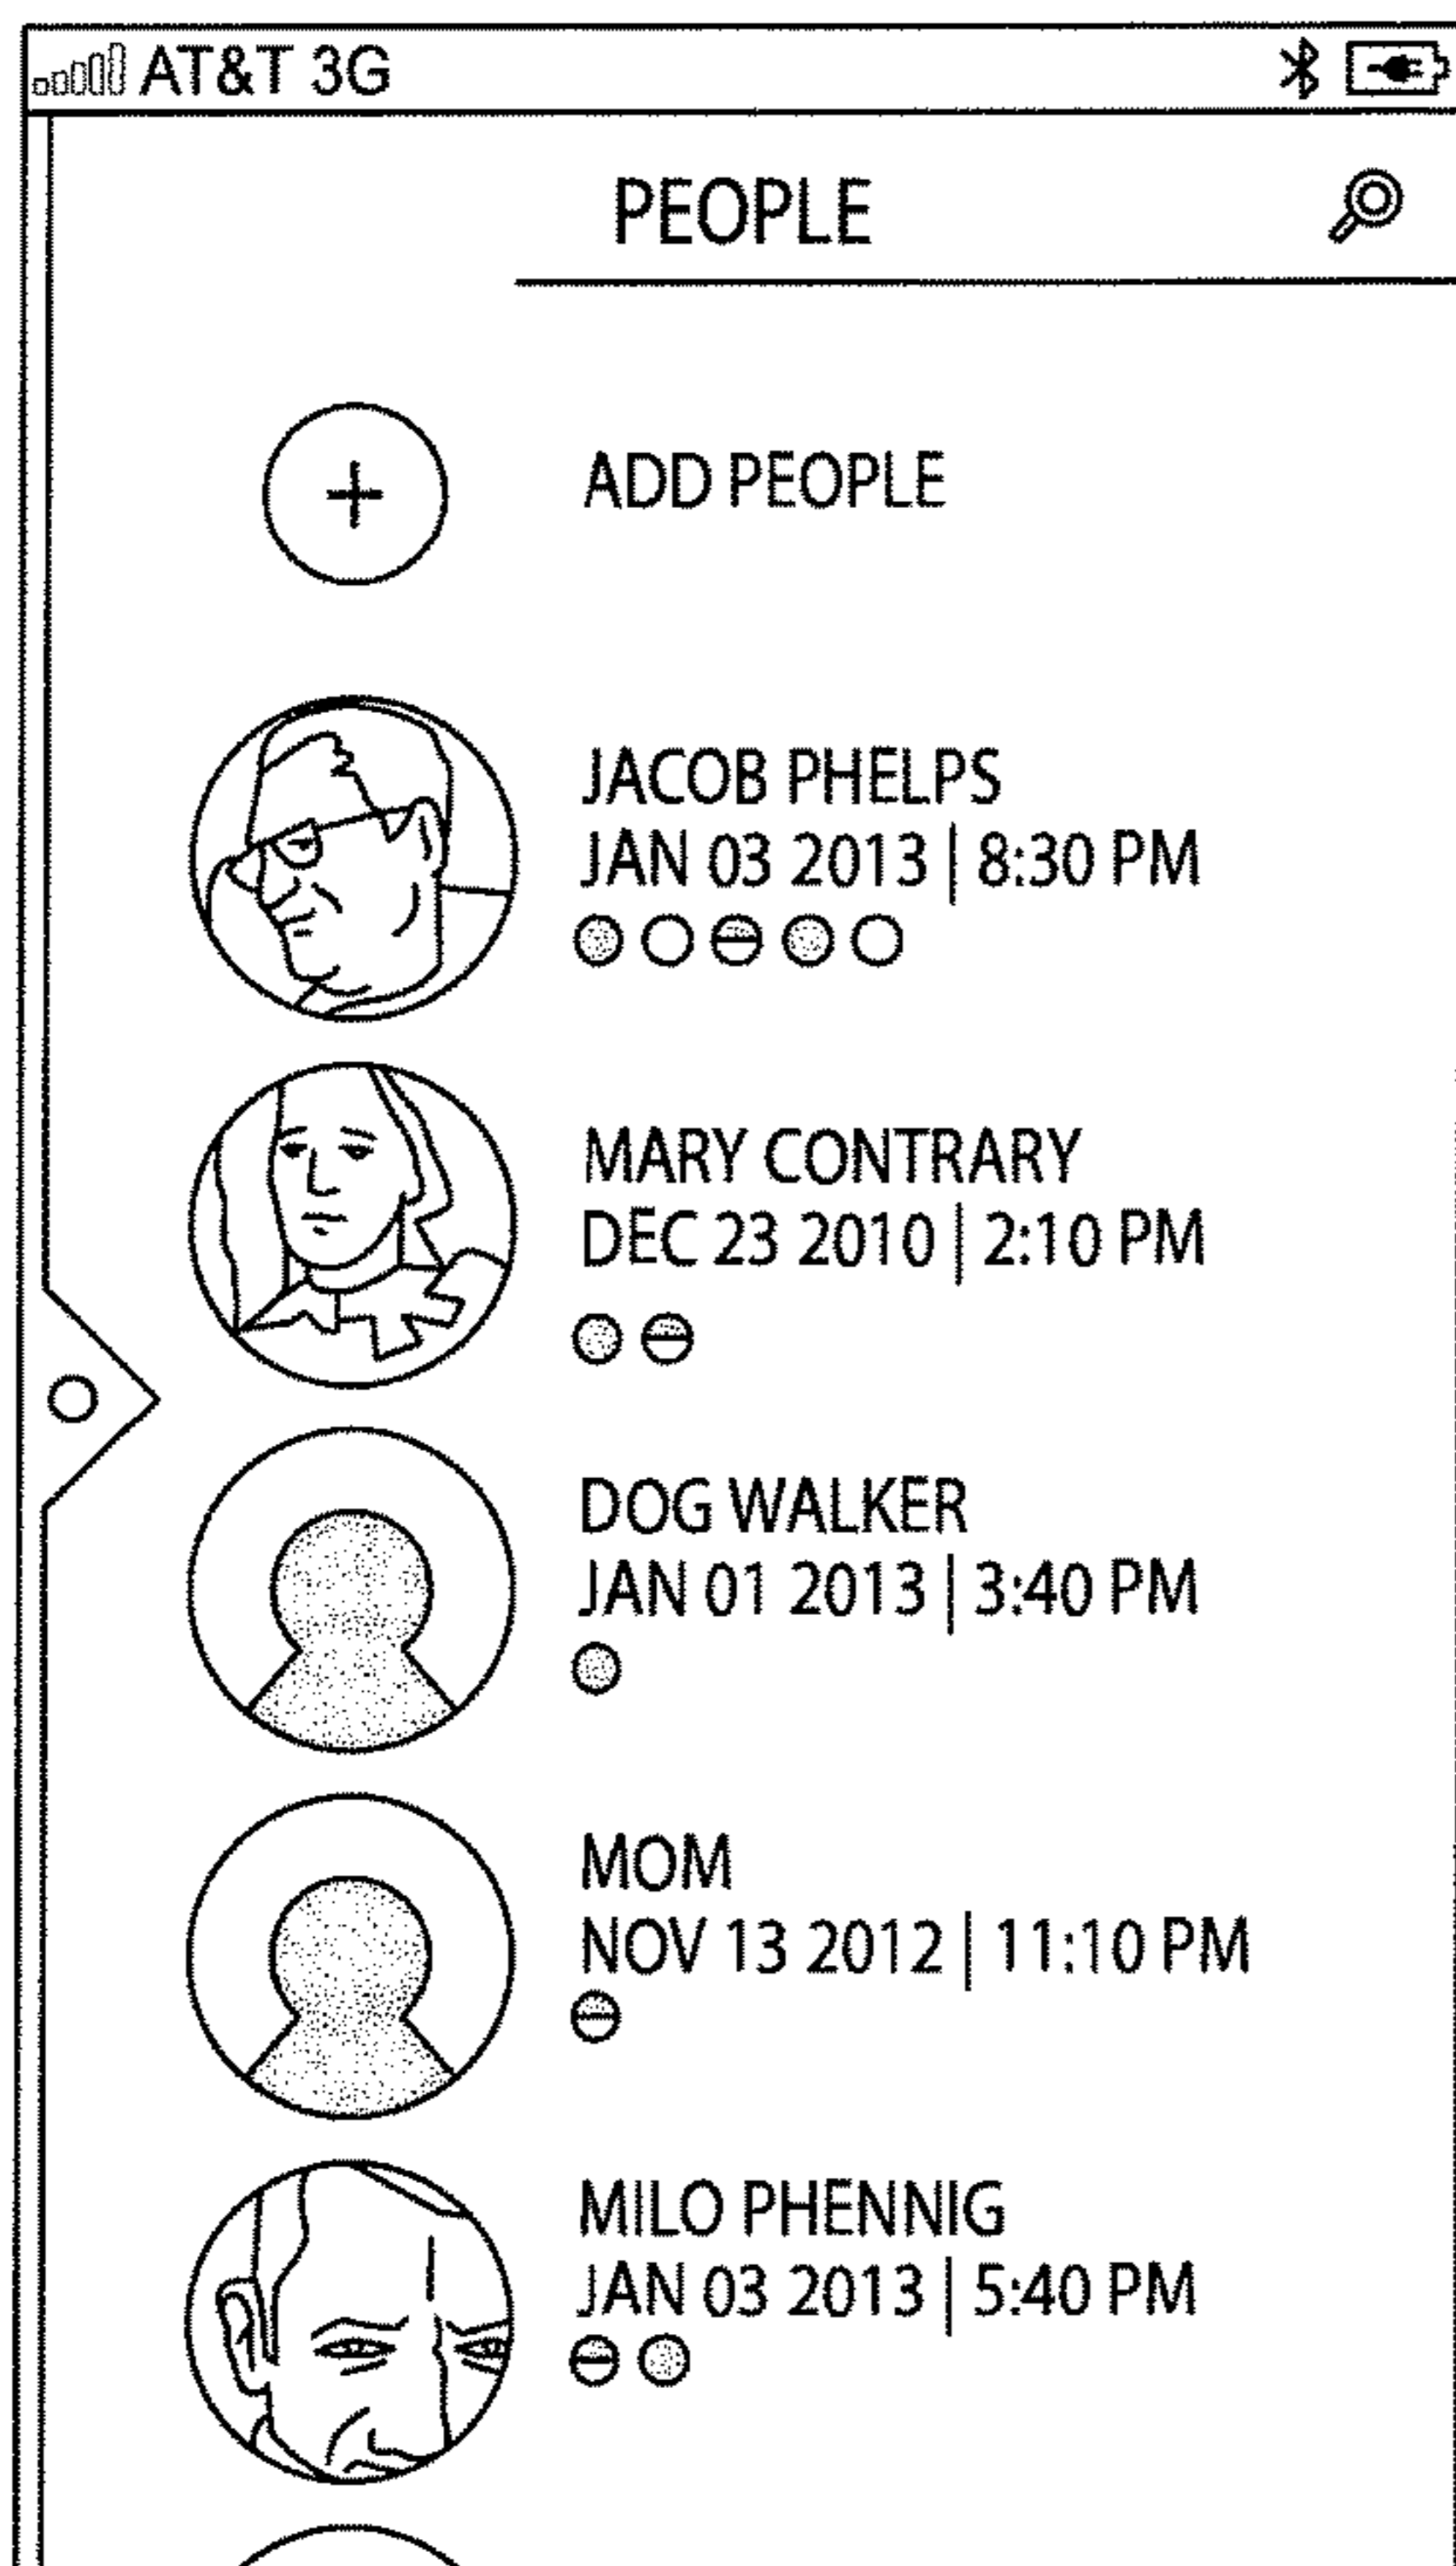 AT&T 3G
PEOPLE
ADD PEOPLE
JACOB PHELPS
JAN 03 2013 | 8:30 PM
MARY CONTRARY
DEC 23 2010 | 2:10 PM
DOG WALKER
JAN 01 2013 | 3:40 PM
MOM
NOV 13 2012 | 11:10 PM
MILO PHENNIG
JAN 03 2013 | 5:40 PM